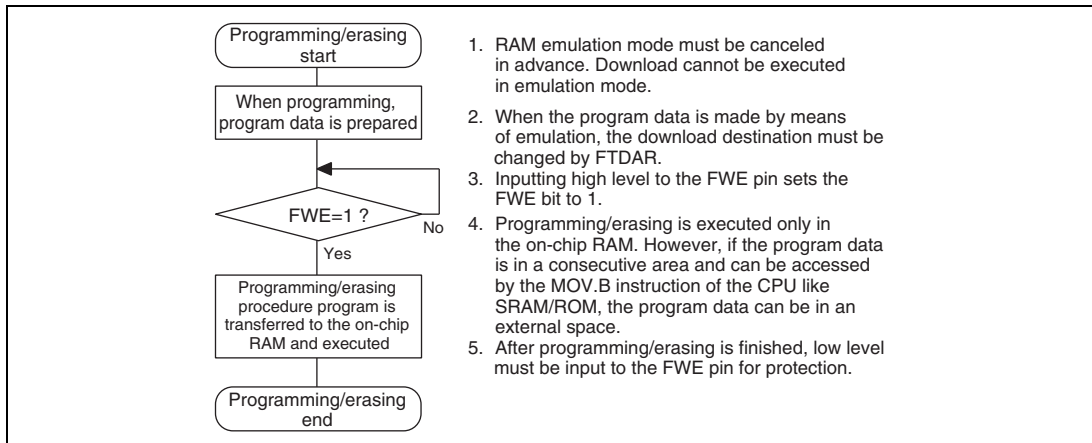 Programming/erasing
start
When programming,
program data is prepared
FWE=1 ?
No
Yes
Programming/erasing
procedure program is
transferred to the on-chip
RAM and executed
Programming/erasing
end
1. RAM emulation mode must be canceled
in advance. Download cannot be executed
in emulation mode.
2. When the program data is made by means
of emulation, the download destination must be
changed by FTDAR.
3. Inputting high level to the FWE pin sets the
FWE bit to 1.
4. Programming/erasing is executed only in
the on-chip RAM. However, if the program data
is in a consecutive area and can be accessed
by the MOV.B instruction of the CPU like
SRAM/ROM, the program data can be in an
external space.
5. After programming/erasing is finished, low level
must be input to the FWE pin for protection.